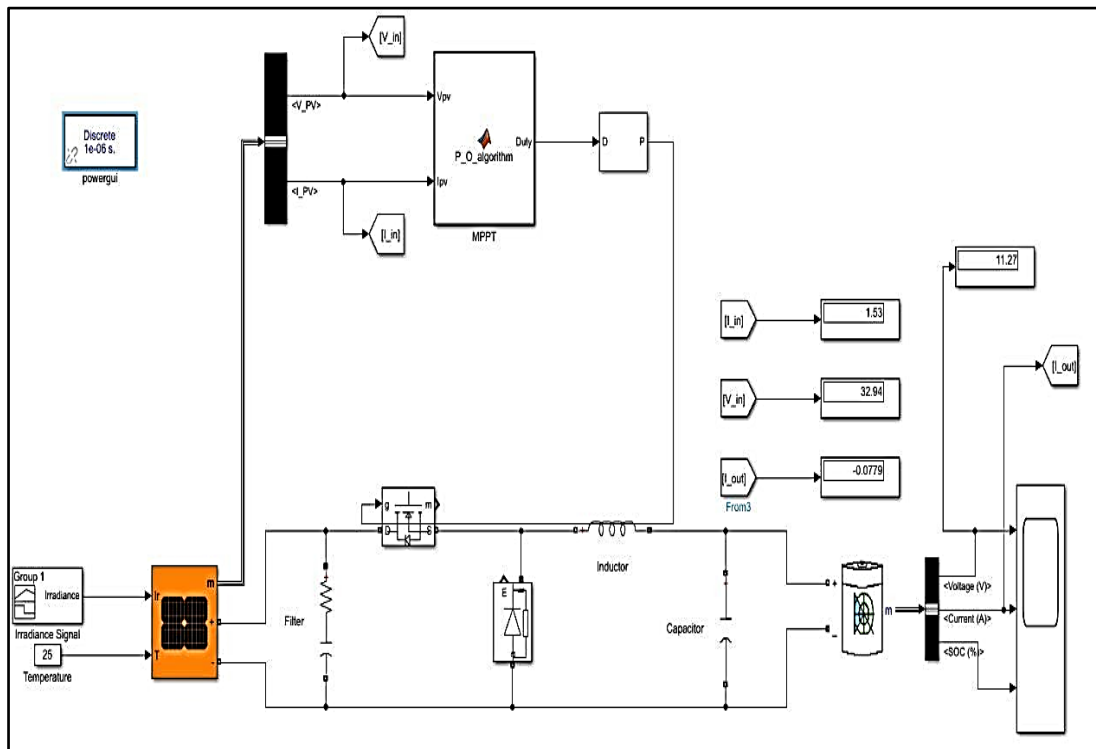 [V_in]
<V_PV>
Vpv
Discrete
1e-06 s.
powergui
P_O_algorithm
Duty
D
P
<I_PV>
Ipv
MPPT
[I_in]
11.27
[I_in]
1.53
[I_out]
[V_in]
32.94
[I_out]
-0.0779
From3
g
m
D
S
+
Inductor
Group 1
Irradiance
Irradiance Signal
25
Temperature
Ir
m
+
T
-
Filter
+
E
Capacitor
+
+
m
-
<Voltage (V)>
<Current (A)>
<SOC (%)>